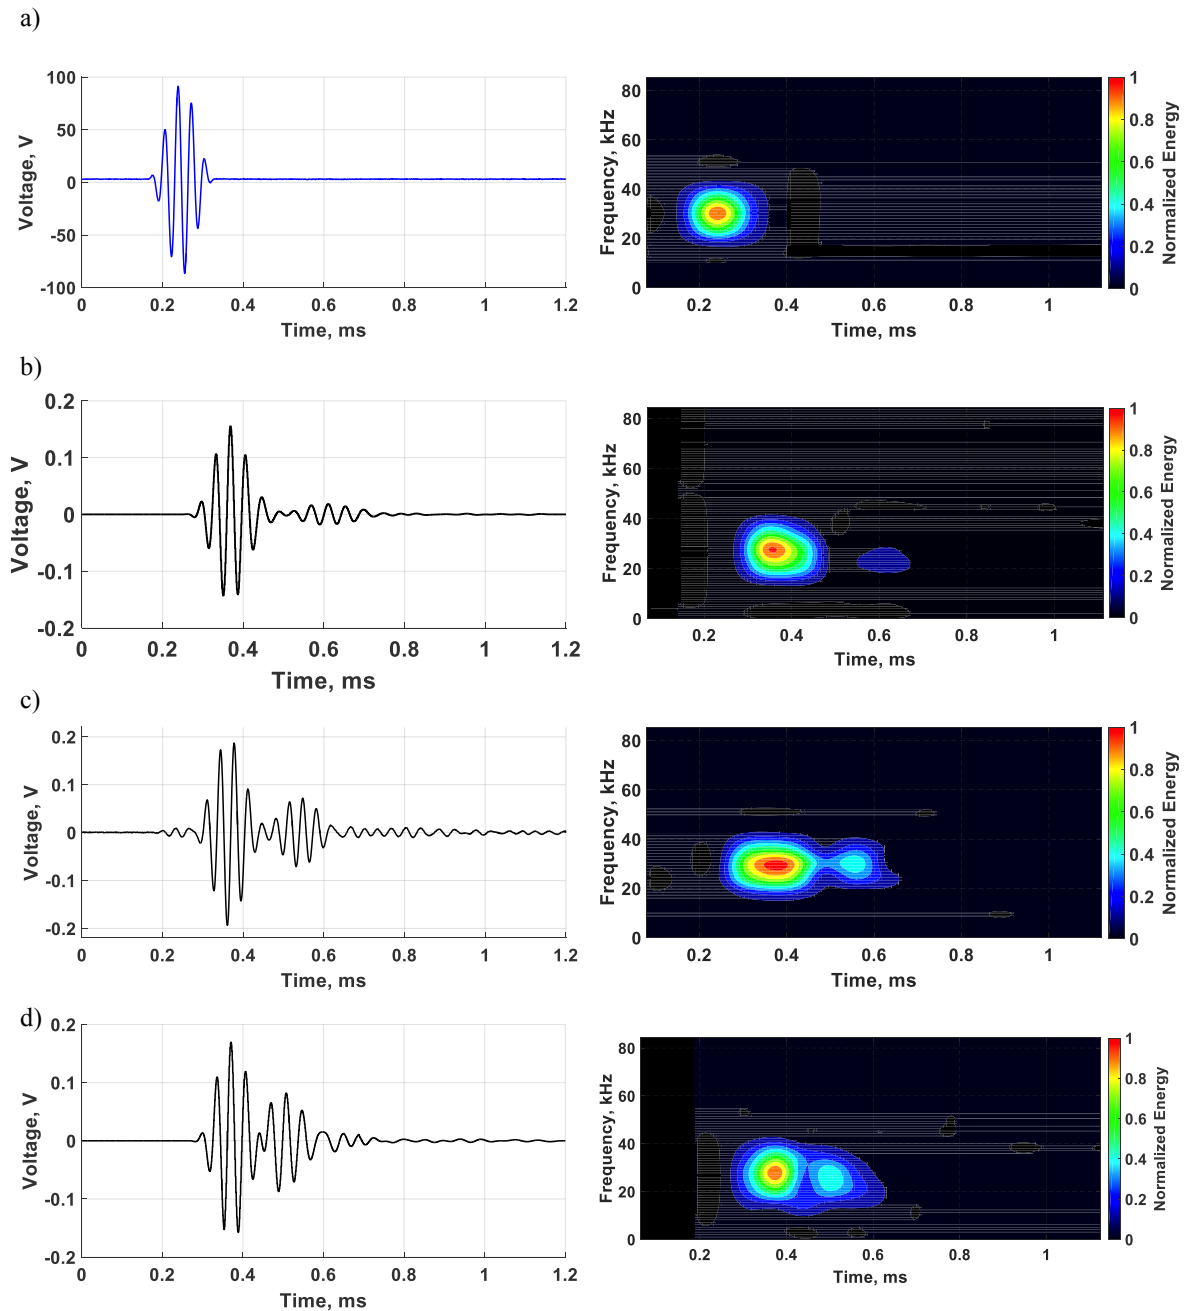 a)
100
50
0
-50
-100
Voltage, V
0 0.2 0.4 0.6 0.8 1 1.2
Time, ms
80
60
40
20
0
Frequency, kHz
0.2 0.4 0.6 0.8 1
Time, ms
1
0.8
0.6
0.4
0.2
0
Normalized Energy
b)
0.2
0.1
0
-0.1
-0.2
Voltage, V
0 0.2 0.4 0.6 0.8 1 1.2
Time, ms
80
60
40
20
0
Frequency, kHz
0.2 0.4 0.6 0.8 1
Time, ms
1
0.8
0.6
0.4
0.2
0
Normalized Energy
c)
0.2
0.1
0
-0.1
-0.2
Voltage, V
0 0.2 0.4 0.6 0.8 1 1.2
Time, ms
80
60
40
20
0
Frequency, kHz
0.2 0.4 0.6 0.8 1
Time, ms
1
0.8
0.6
0.4
0.2
0
Normalized Energy
d)
0.2
0.1
0
-0.1
-0.2
Voltage, V
0 0.2 0.4 0.6 0.8 1 1.2
Time, ms
80
60
40
20
0
Frequency, kHz
0.2 0.4 0.6 0.8 1
Time, ms
1
0.8
0.6
0.4
0.2
0
Normalized Energy